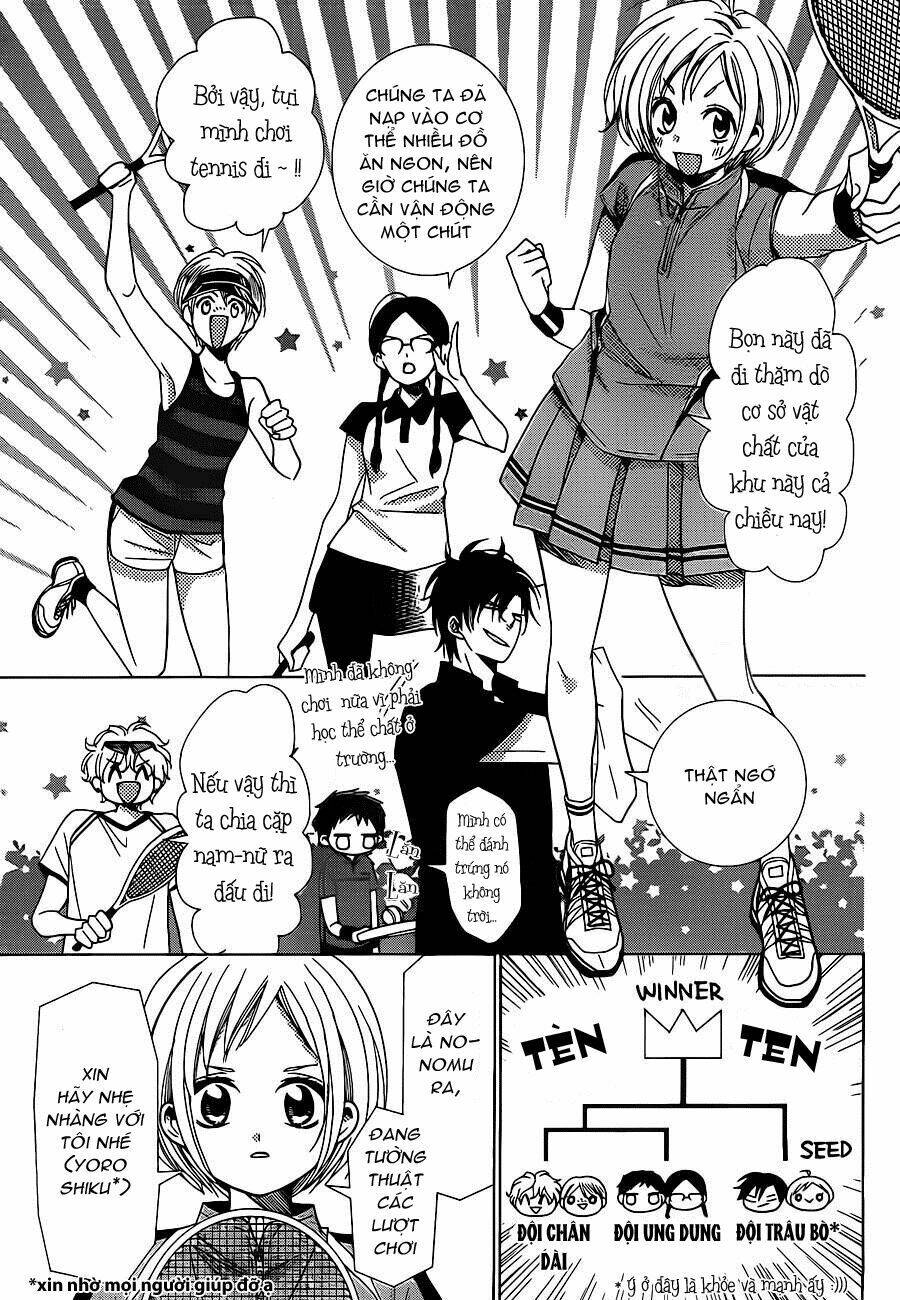 Bởi vậy, tụi
mình chơi
tennis đi ~ !!
CHÚNG TA ĐÃ
NẠP VÀO CƠ
THỂ NHIỀU ĐỒ
ĂN NGON, NÊN
GIỜ CHÚNG TA
CẦN VẬN ĐỘNG
MỘT CHÚT
Bọn này đã
đi thăm dò
cơ sở vật
chất của
khu này cả
chiều nay!
Mình đã không
chơi nữa vì phải
học thể chất ở
trường...
THẬT NGỚ
NGẨN
Nếu vậy thì
ta chia cặp
nam-nữ ra
đấu đi!
Lăn
Lăn
Mình có
thể đánh
trúng nó
không
trời...
XIN
HÃY NHẸ
NHÀNG VỚI
TÔI NHÉ
(YORO
SHIKU*)
ĐÂY
LÀ NO-
NOMU
RA,
ĐANG
TƯỜNG
THUẬT
CÁC
LƯỢT
CHƠI
*xin nhờ mọi người giúp đỡ ạ
WINNER
TÈN TEN
SEED
ĐỘI CHÂN
DÀI
ĐỘI UNG DUNG
ĐỘI TRÂU BÒ*
* ý ở đây là khỏe và mạnh ấy :)))